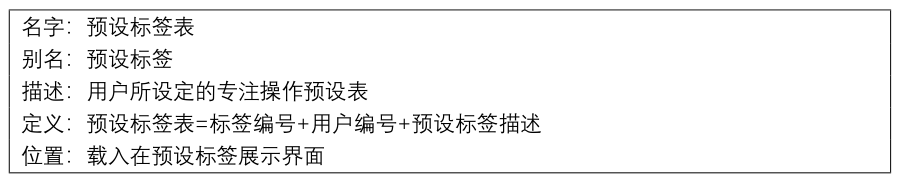 名字：预设标签表
别名：预设标签
描述：用户所设定的专注操作预设表
定义：预设标签表=标签编号+用户编号+预设标签描述
位置：载入在预设标签展示界面